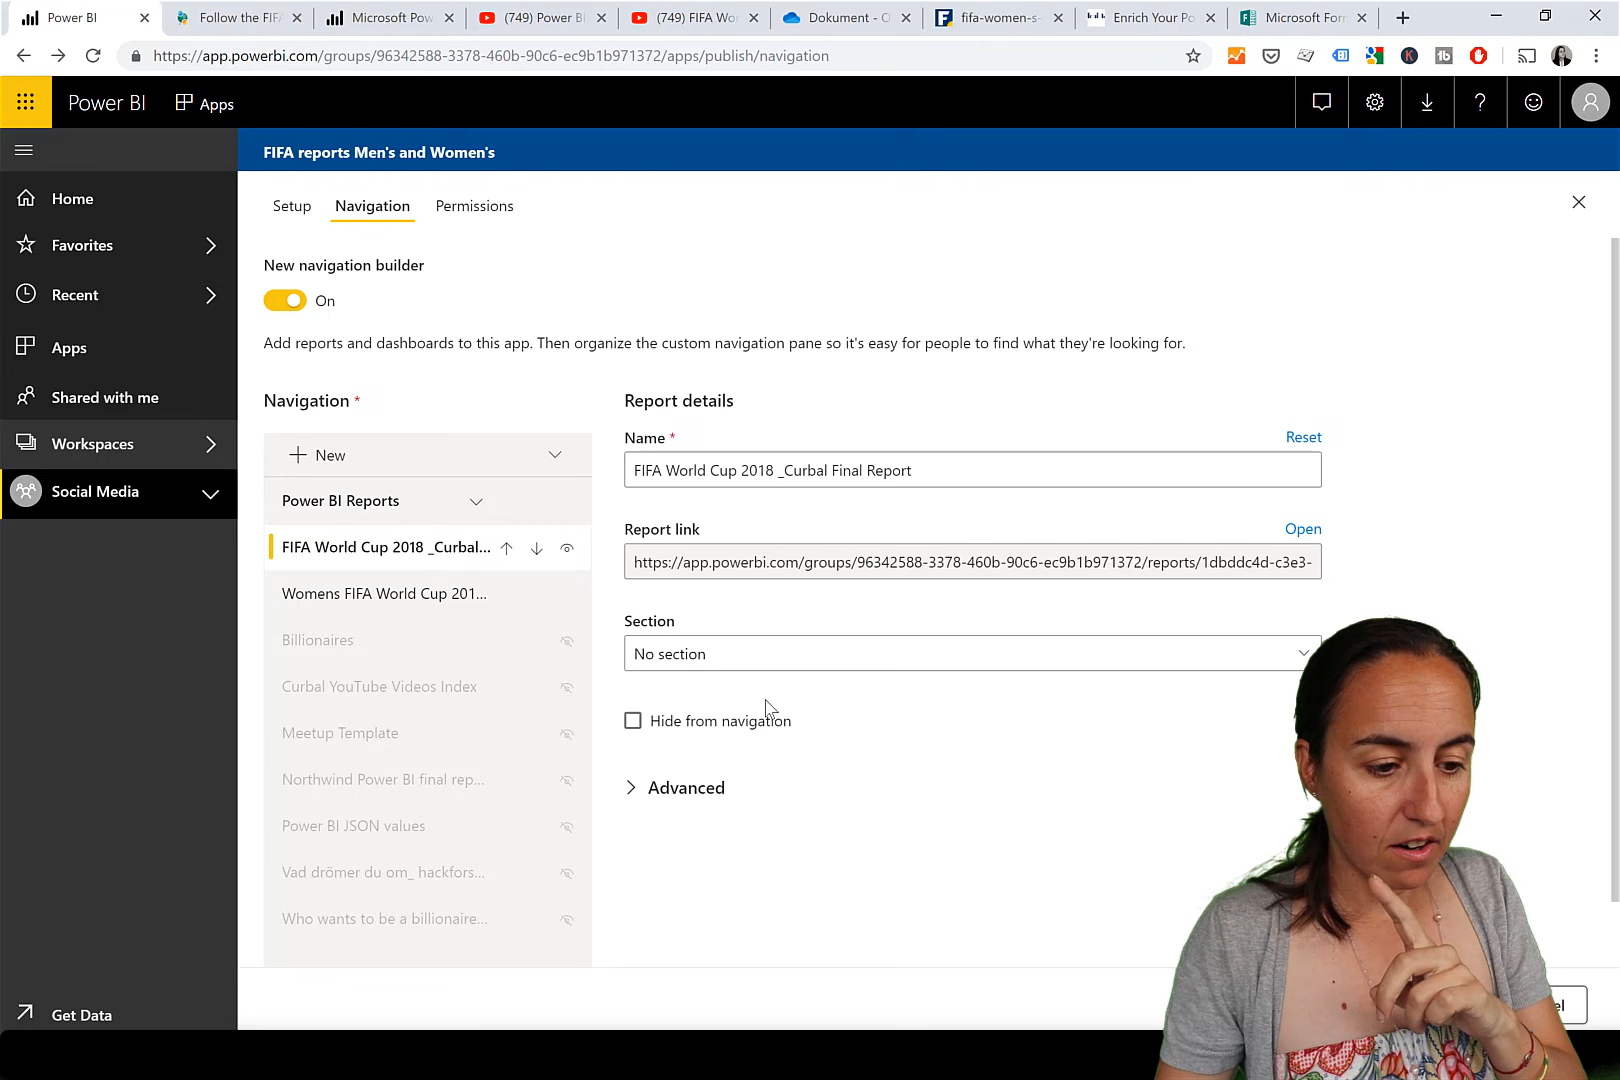 Power BI
Follow the FIFA
Microsoft Pow
(749) Power BI
(749) FIFA Wor
Dokument - O
fifa-women-s-
Enrich Your Po
Microsoft For
https://app.powerbi.com/groups/96342588-3378-460b-90c6-ec9b1b971372/apps/publish/navigation
Power BI
Apps
FIFA reports Men's and Women's
Home
Favorites
Recent
Apps
Shared with me
Workspaces
Social Media
Get Data
Setup
Navigation
Permissions
New navigation builder
On
Add reports and dashboards to this app. Then organize the custom navigation pane so it's easy for people to find what they're looking for.
Navigation *
New
Power BI Reports
FIFA World Cup 2018 _Curbal...
Womens FIFA World Cup 201...
Billionaires
Curbal YouTube Videos Index
Meetup Template
Northwind Power BI final rep...
Power BI JSON values
Vad drömer du om_ hackfors...
Who wants to be a billionaire...
Report details
Name *
Reset
FIFA World Cup 2018 _Curbal Final Report
Report link
Open
https://app.powerbi.com/groups/96342588-3378-460b-90c6-ec9b1b971372/reports/1dbddc4d-c3e3-
Section
No section
Hide from navigation
Advanced
el